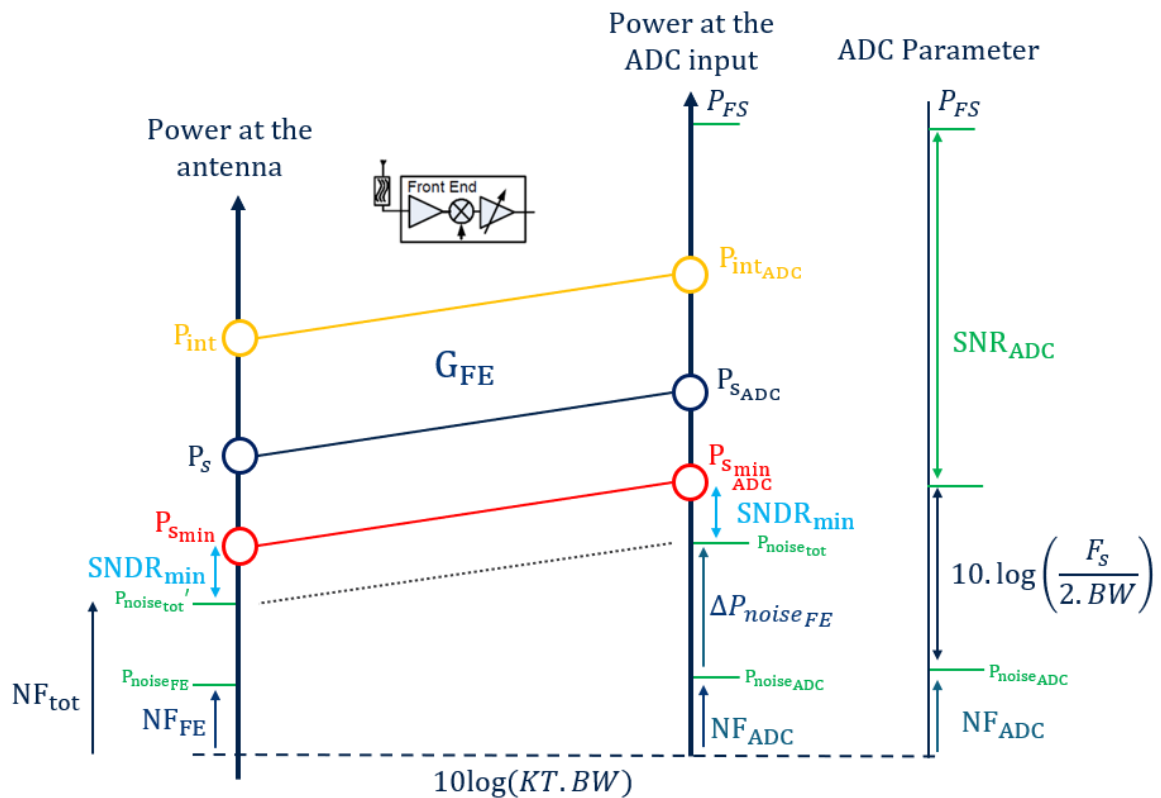 Power at the
antenna
Power at the
ADC input
ADC Parameter
P_FS
P_FS
Front End
P_int
P_int_ADC
G_FE
SNR_ADC
P_s
P_s_ADC
P_s_min
P_s_min_ADC
SNDR_min
SNDR_min
P_noise_tot'
P_noise_tot
10.log(F_s/2.BW)
ΔP_noise_FE
P_noise_FE
P_noise_ADC
P_noise_ADC
NF_tot
NF_FE
NF_ADC
NF_ADC
10log(KT.BW)